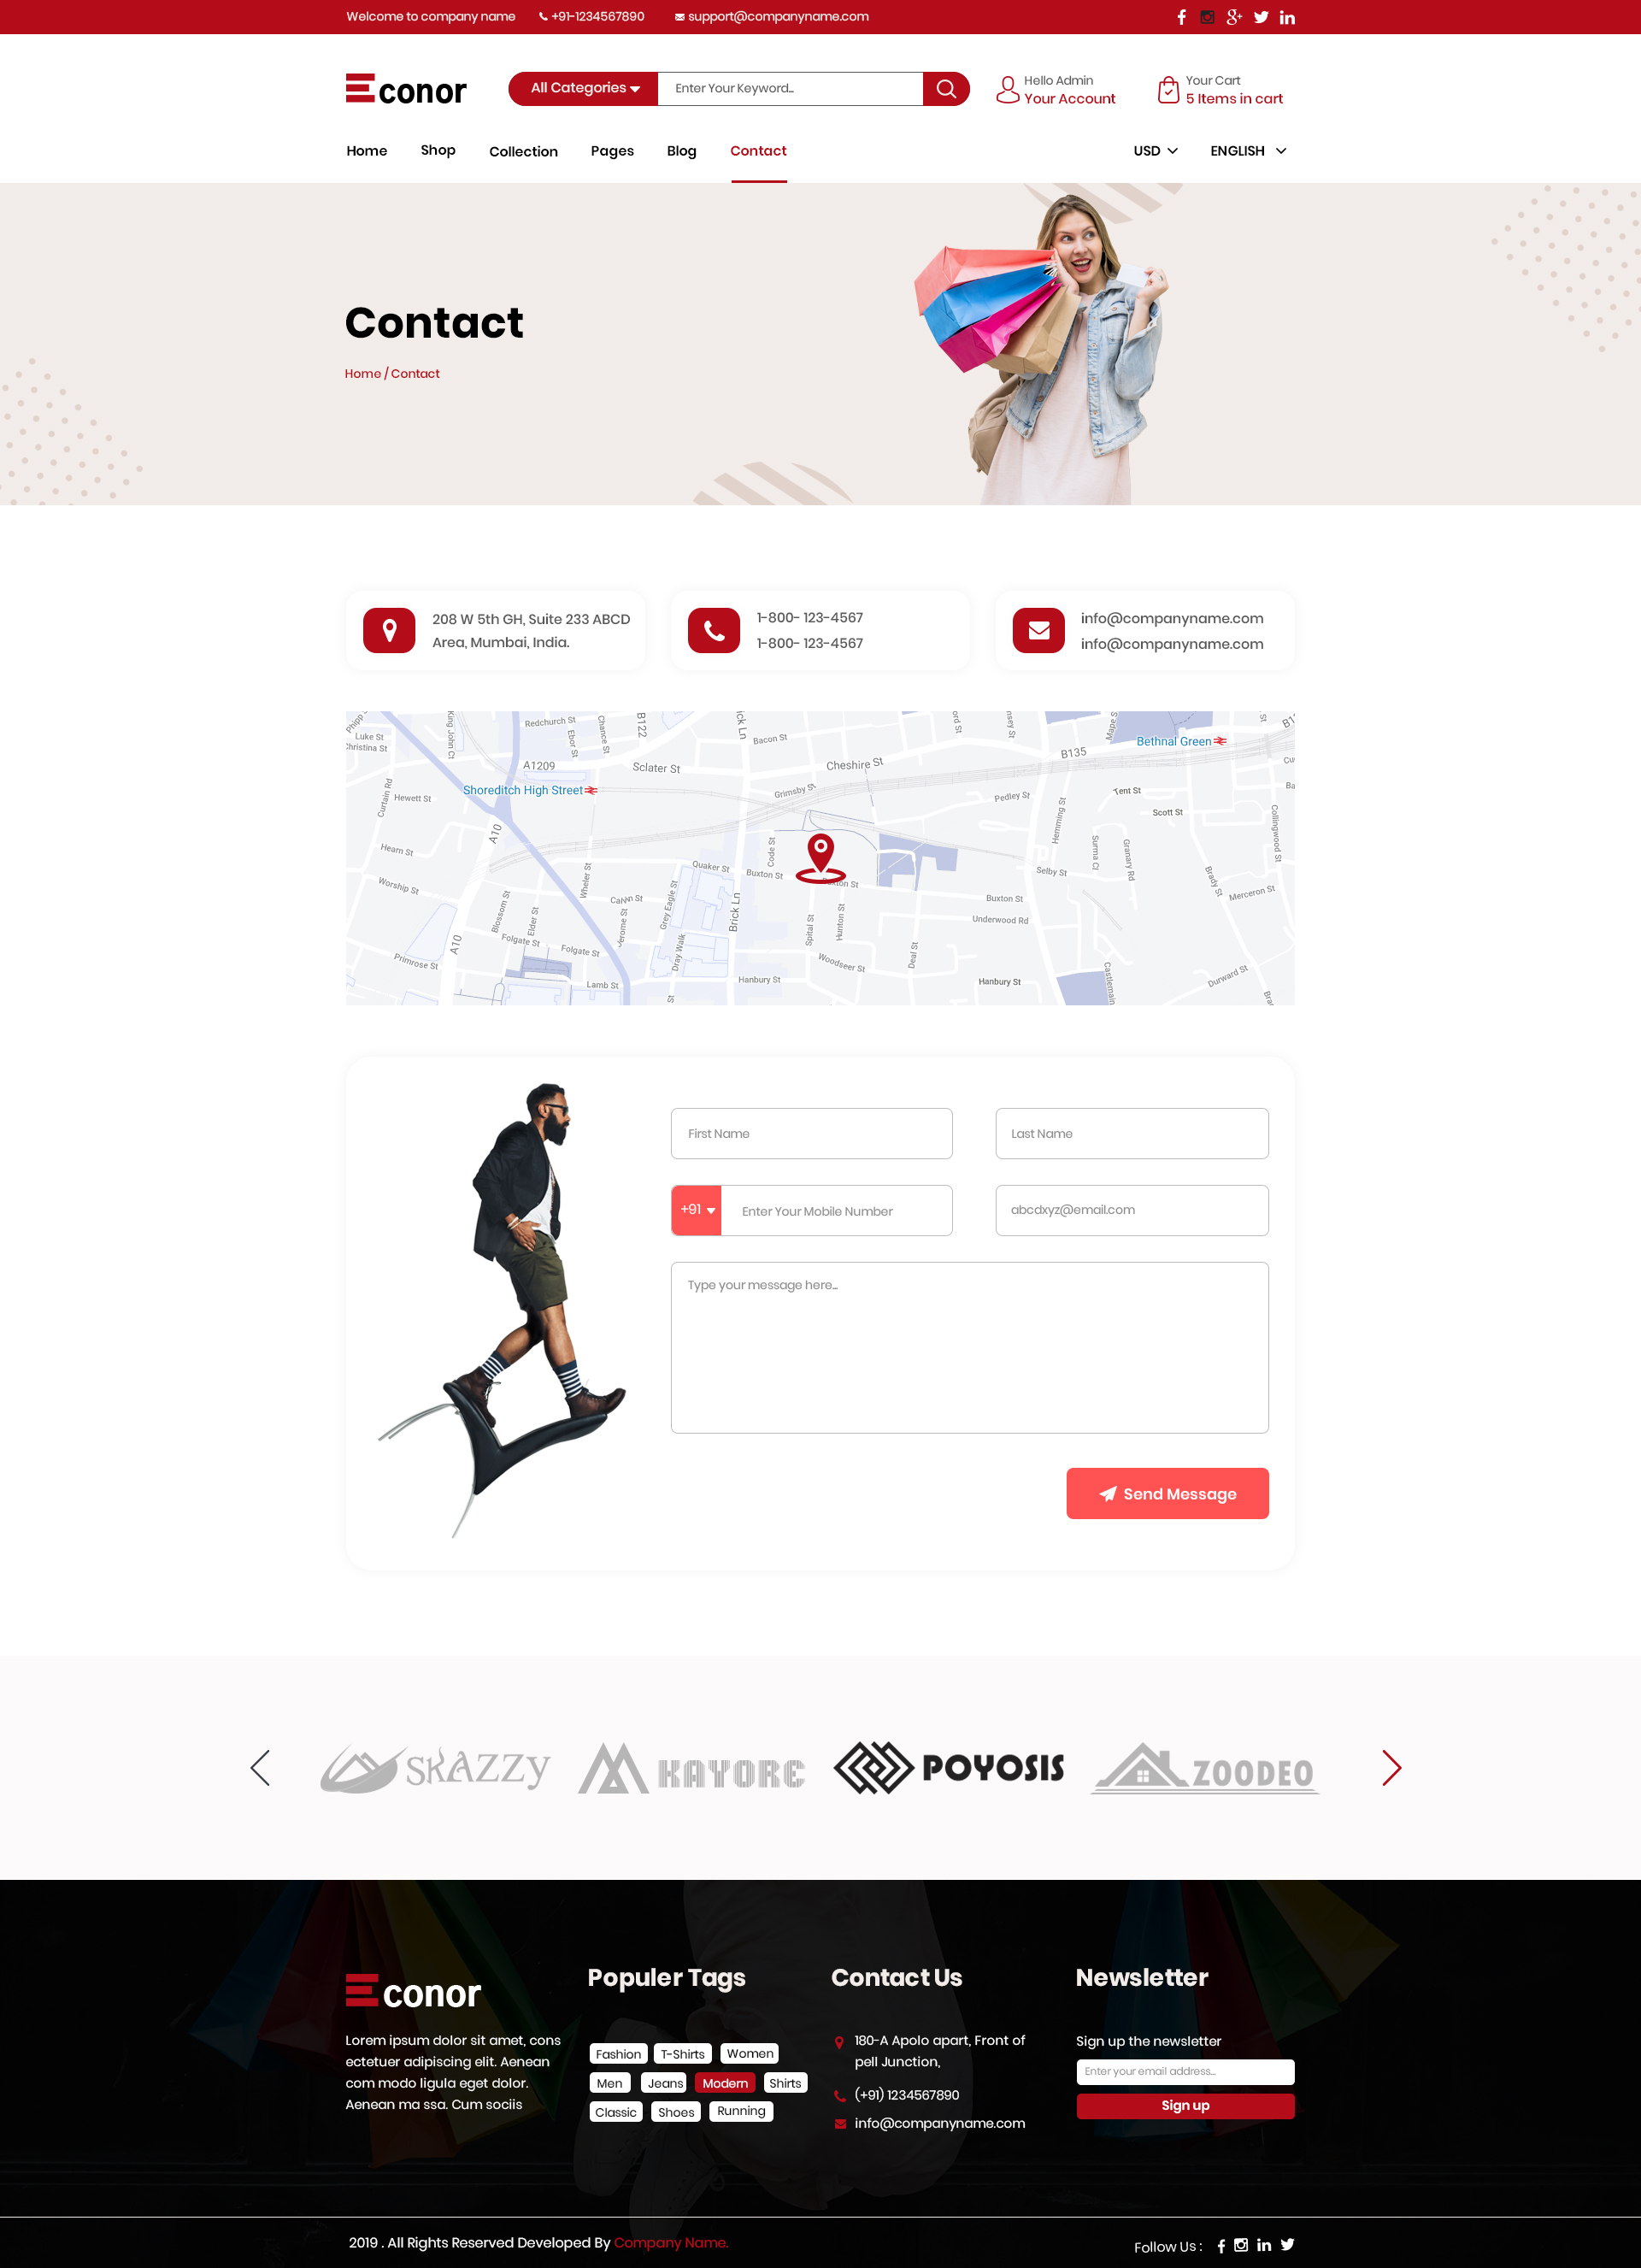 Welcome to company name
+91-1234567890
support@companyname.com
Econor
All Categories
Enter Your Keyword...
Hello Admin
Your Account
Your Cart
5 Items in cart
Home
Shop
Collection
Pages
Blog
Contact
USD
ENGLISH
Contact
Home / Contact
208 W 5th GH, Suite 233 ABCD
Area, Mumbai, India.
1-800- 123-4567
1-800- 123-4567
info@companyname.com
info@companyname.com
Luke St
Christina St
King John Ct
Redchurch St
Ebor St
Chance St
B122
Bacon St
Bethnal Green
B135
A1209
Sclater St
Cheshire St
Shoreditch High Street
Grimsby St
Pedley St
Tent St
Scott St
Curtain Rd
Hewett St
A10
Hemming St
Collingwood St
Hearn St
Code St
Surma Cl
Granary Rd
Worship St
Wheler St
Quaker St
Buxton St
Buxton St
Selby St
Brady St
Merceron St
Blossom St
Elder St
Jerome St
Grey Eagle St
Brick Ln
Spital St
Hunton St
Buxton St
Underwood Rd
A10
Folgate St
Folgate St
Dray Walk
Woodseer St
Deal St
Primrose St
Lamb St
Hanbury St
Hanbury St
Castlemain
Durward St
First Name
Last Name
+91
Enter Your Mobile Number
abcdxyz@email.com
Type your message here...
Send Message
SKAZZY
KAYORE
POYOSIS
ZOODEO
Econor
Lorem ipsum dolor sit amet, cons
ectetuer adipiscing elit. Aenean
com modo ligula eget dolor.
Aenean ma ssa. Cum sociis
Populer Tags
Fashion
T-Shirts
Women
Men
Jeans
Modern
Shirts
Classic
Shoes
Running
Contact Us
180-A Apolo apart, Front of
pell Junction,
(+91) 1234567890
info@companyname.com
Newsletter
Sign up the newsletter
Enter your email address...
Sign up
2019 . All Rights Reserved Developed By Company Name.
Follow Us :